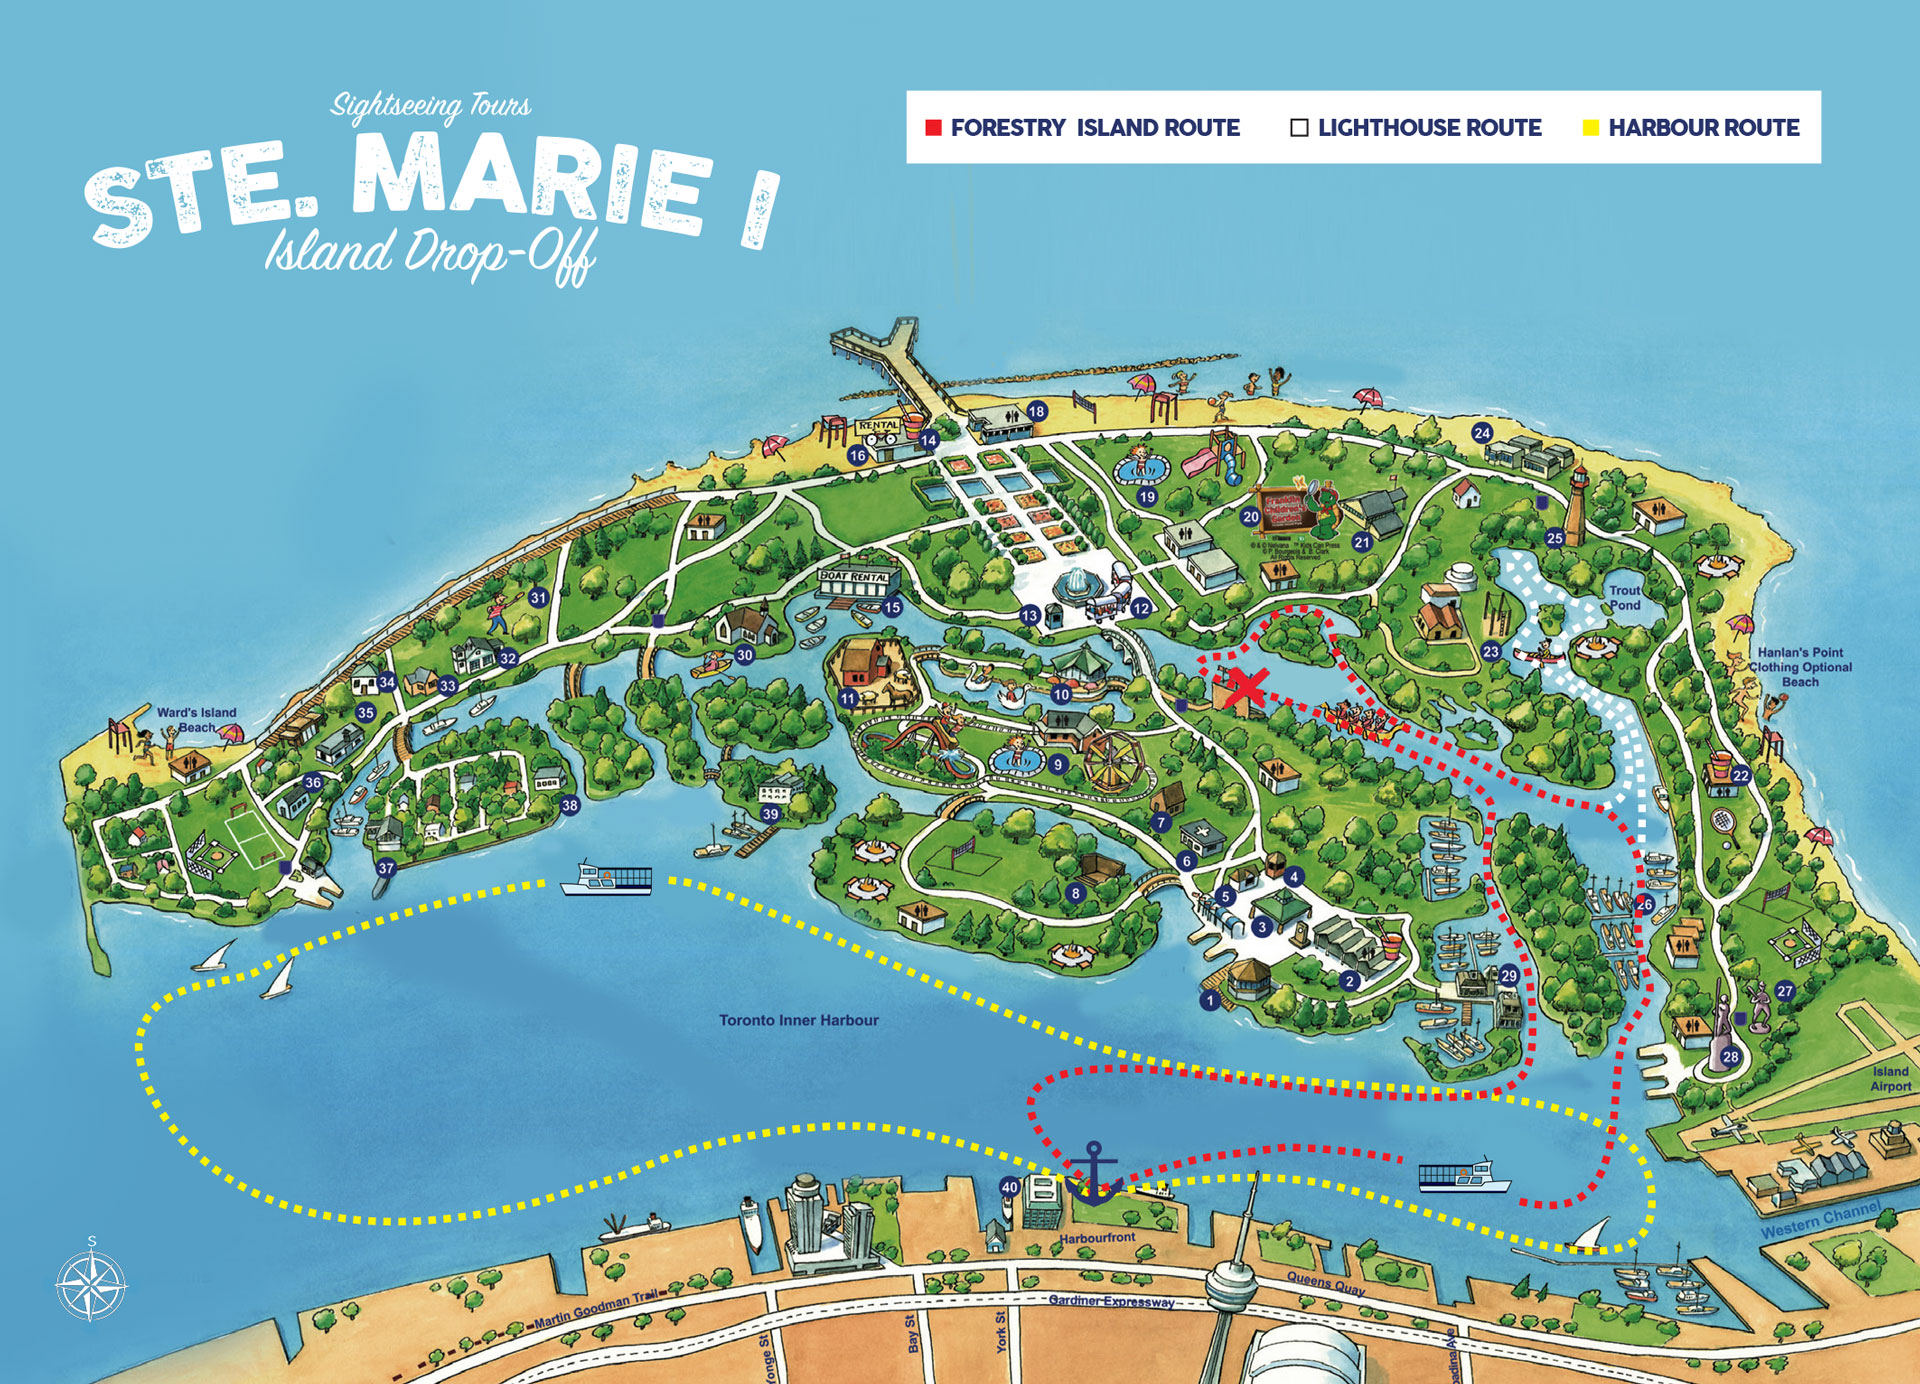 Sightseeing Tours
STE. MARIE I
Island Drop-Off
FORESTRY ISLAND ROUTE
LIGHTHOUSE ROUTE
HARBOUR ROUTE
18
RENTAL
14
16
24
19
20
Franklin
Children's
Garden
21
25
31
BOAT RENTAL
15
13
12
Trout
Pond
23
30
32
33
34
35
11
10
Hanlan's Point
Clothing Optional
Beach
Ward's Island
Beach
9
22
36
38
39
7
37
6
8
4
5
3
26
2
29
1
27
28
Toronto Inner Harbour
Island
Airport
40
Harbourfront
Western Channel
S
Martin Goodman Trail
Gardiner Expressway
Queens Quay
Yonge St
Bay St
York St